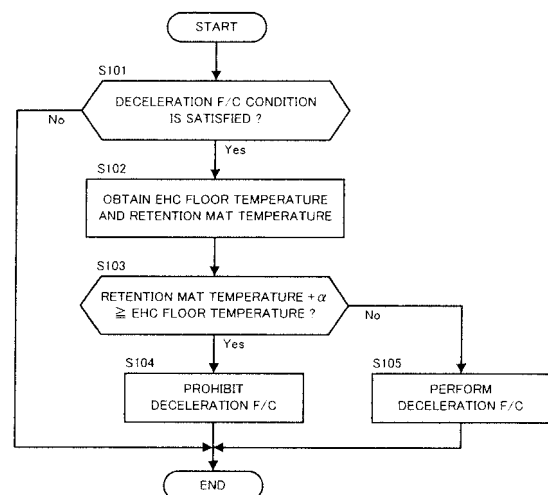 START
S101
DECELERATION F/C CONDITION
IS SATISFIED ?
No
Yes
S102
OBTAIN EHC FLOOR TEMPERATURE
AND RETENTION MAT TEMPERATURE
S103
RETENTION MAT TEMPERATURE + α
≧ EHC FLOOR TEMPERATURE ?
No
Yes
S104
PROHIBIT
DECELERATION F/C
S105
PERFORM
DECELERATION F/C
END